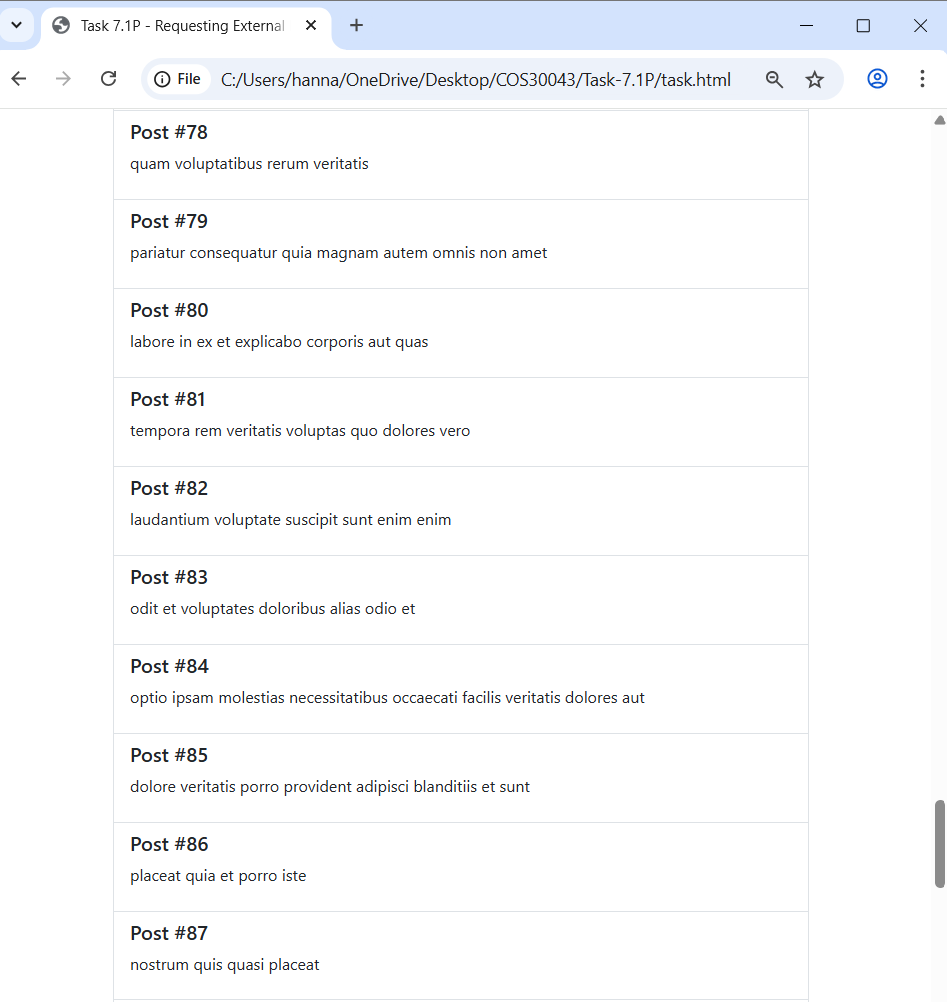 Task 7.1P - Requesting External
File C:/Users/hanna/OneDrive/Desktop/COS30043/Task-7.1P/task.html
Post #78
quam voluptatibus rerum veritatis
Post #79
pariatur consequatur quia magnam autem omnis non amet
Post #80
labore in ex et explicabo corporis aut quas
Post #81
tempora rem veritatis voluptas quo dolores vero
Post #82
laudantium voluptate suscipit sunt enim enim
Post #83
odit et voluptates doloribus alias odio et
Post #84
optio ipsam molestias necessitatibus occaecati facilis veritatis dolores aut
Post #85
dolore veritatis porro provident adipisci blanditiis et sunt
Post #86
placeat quia et porro iste
Post #87
nostrum quis quasi placeat